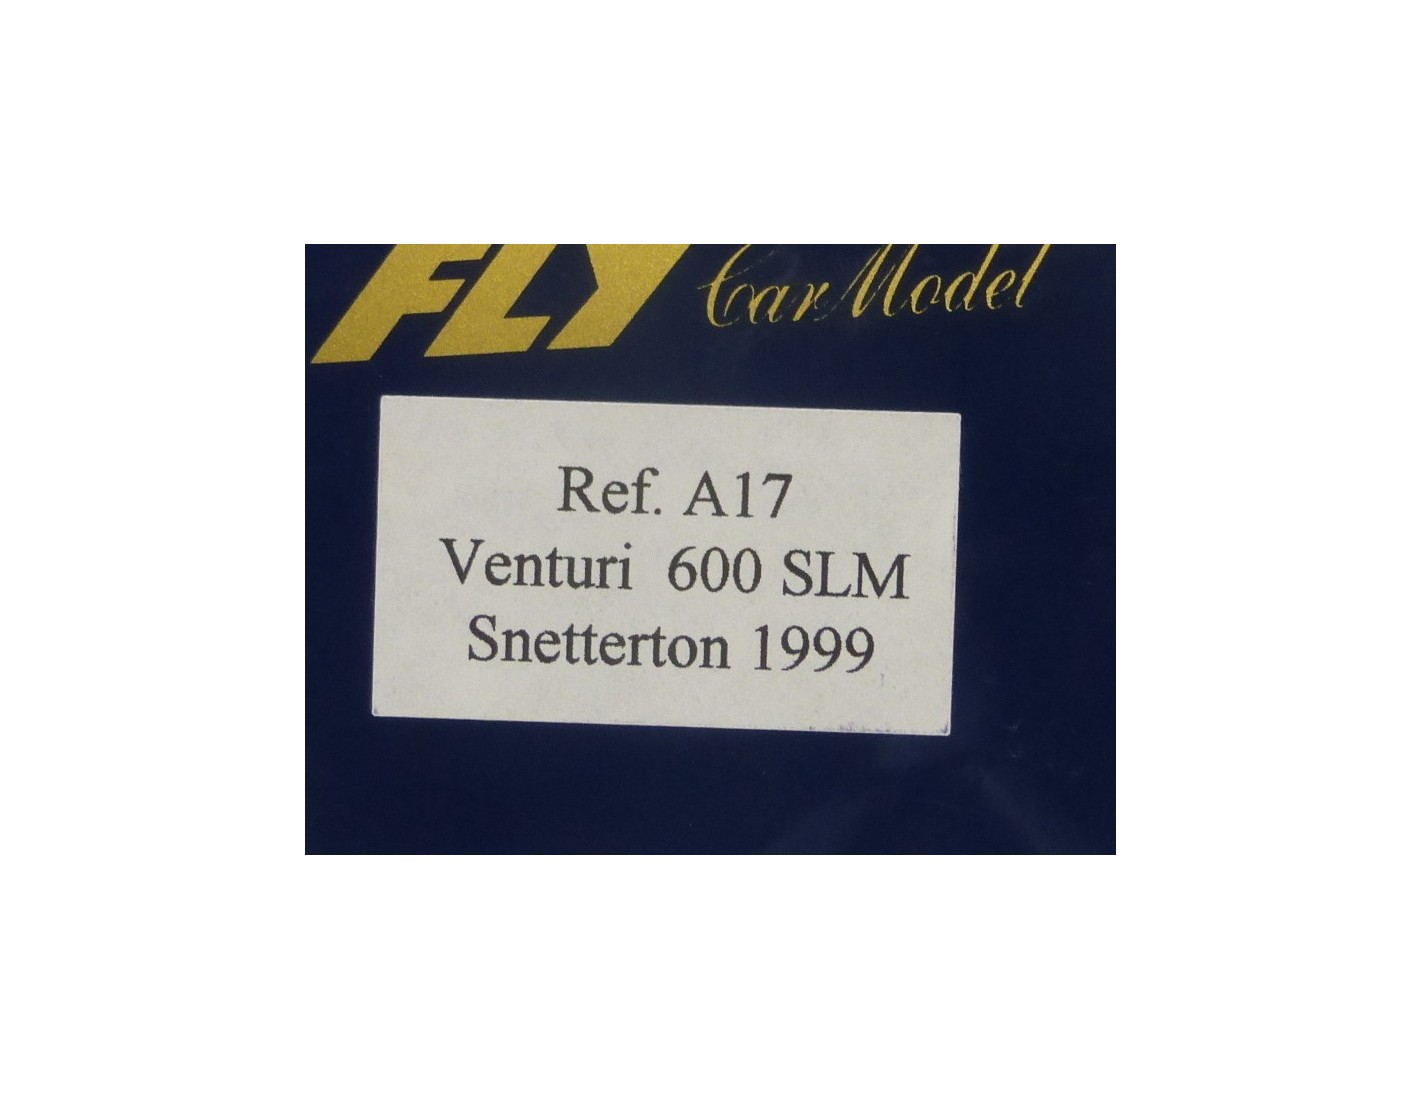 FLY Car Model
Ref. A17
Venturi 600 SLM
Snetterton 1999